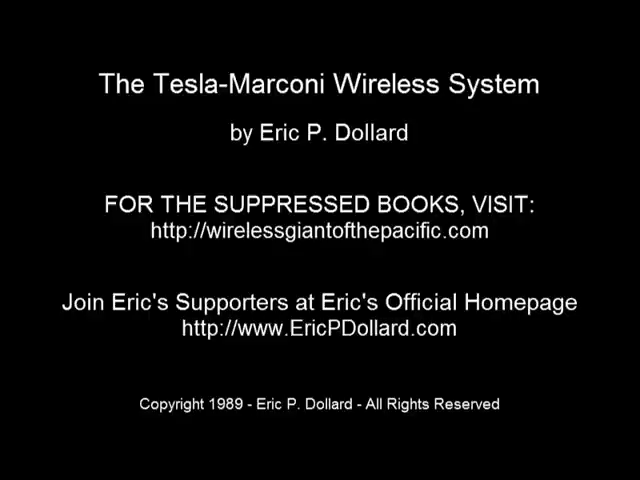 The Tesla-Marconi Wireless System
by Eric P. Dollard
FOR THE SUPPRESSED BOOKS, VISIT:
http://wirelessgiantofthepacific.com
Join Eric's Supporters at Eric's Official Homepage
http://www.EricPDollard.com
Copyright 1989 - Eric P. Dollard - All Rights Reserved